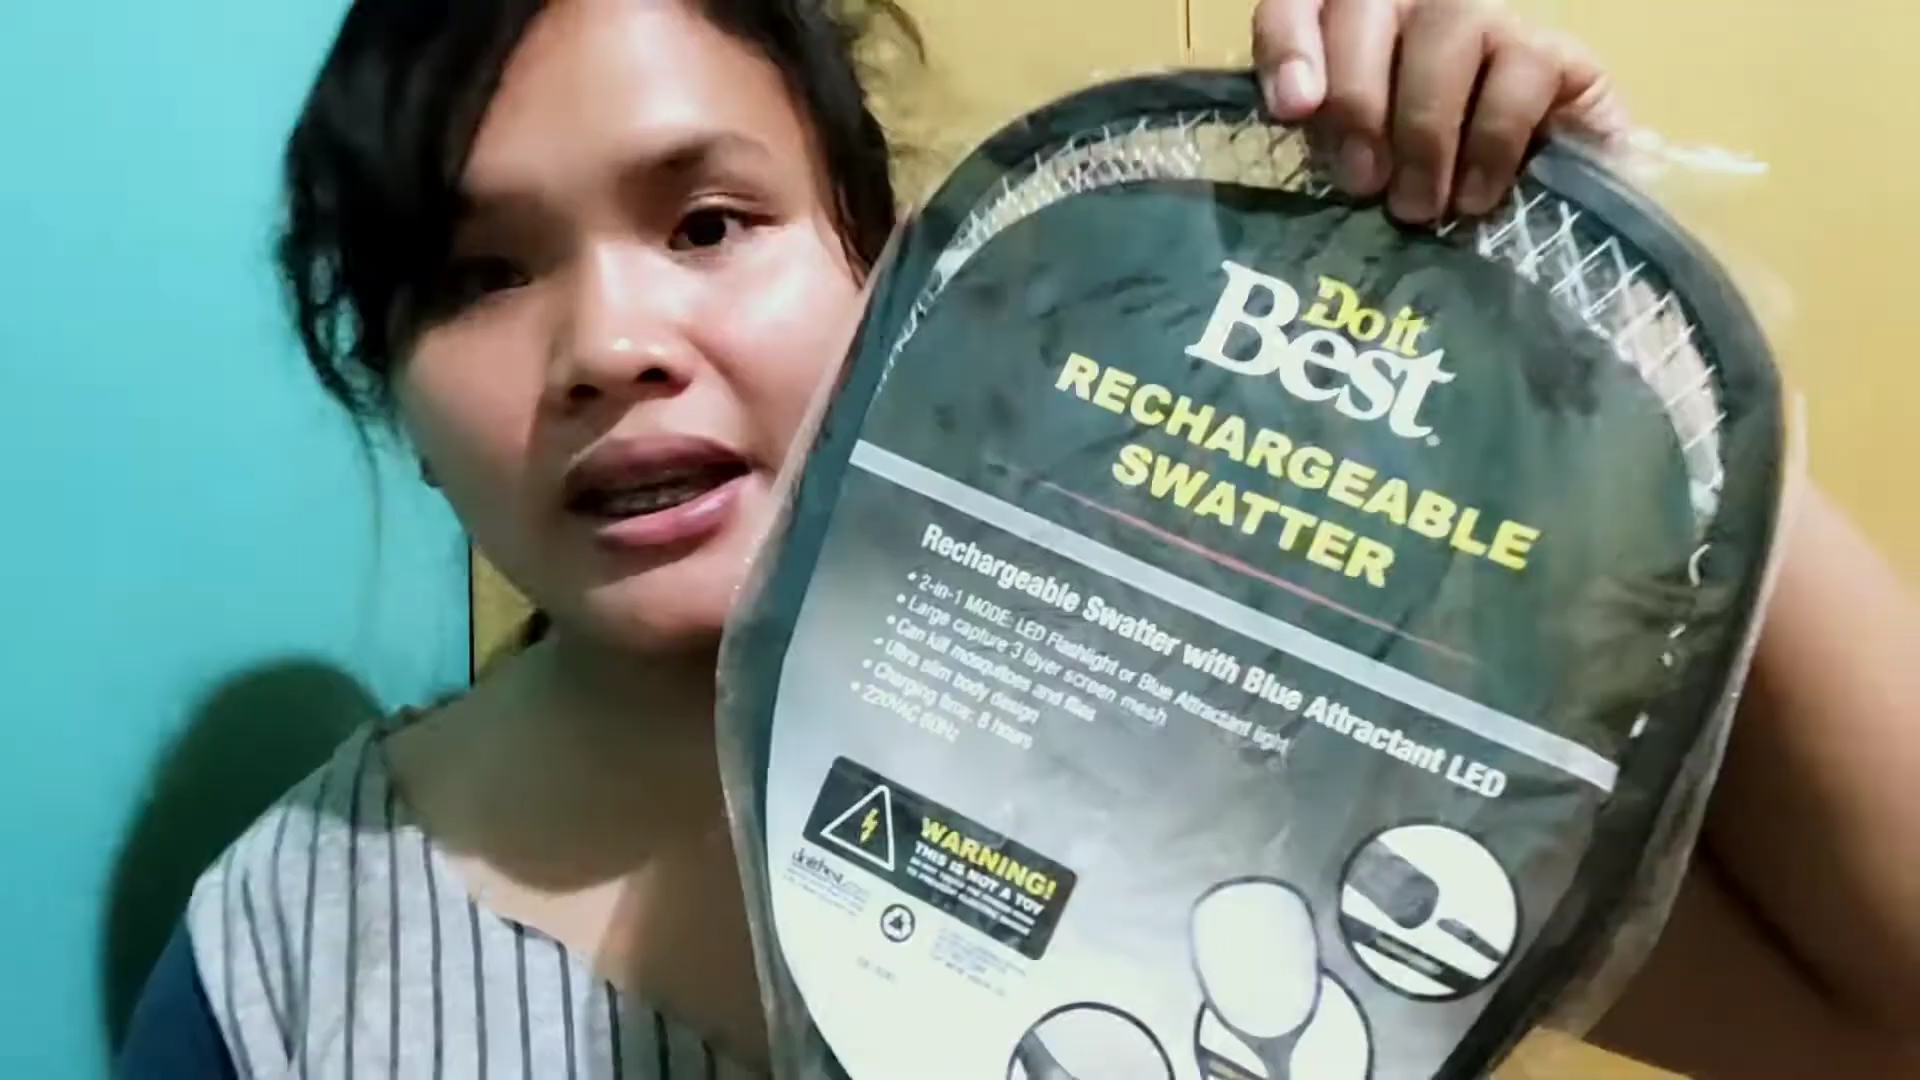 Do it
Best
RECHARGEABLE
SWATTER
Rechargeable Swatter with Blue Attractant LED
• 2-in-1 MODE: LED Flashlight or Blue Attractant light
• Large capture 3 layer screen mesh
• Can kill mosquitoes and flies
• Ultra slim body design
• Charging time: 8 hours
• 220VAC 60Hz
WARNING!
THIS IS NOT A TOY
doitbest.com